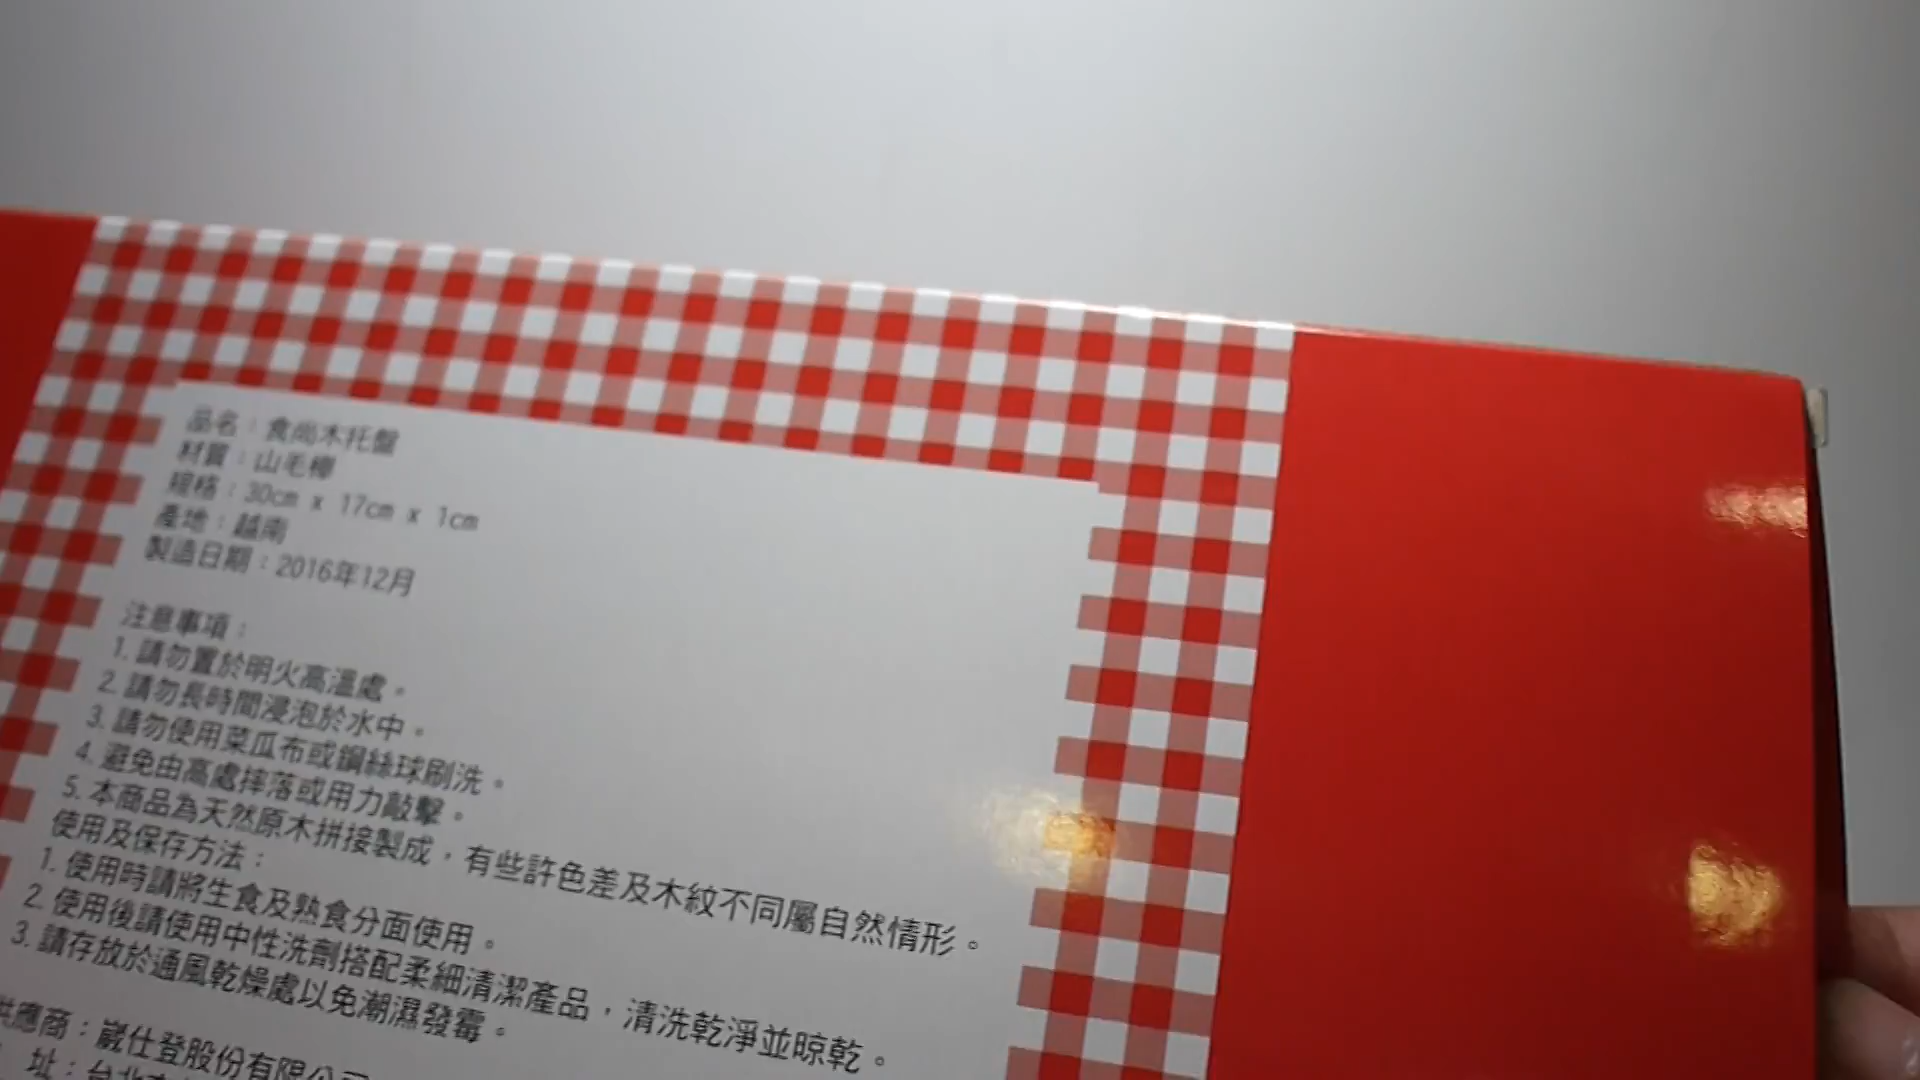 品名：食尚木托盤
材質：山毛櫸
規格：30cm x 17cm x 1cm
產地：越南
製造日期：2016年12月
注意事項：
1. 請勿置於明火高溫處。
2. 請勿長時間浸泡於水中。
3. 請勿使用菜瓜布或鋼絲球刷洗。
4. 避免由高處摔落或用力敲擊。
5. 本商品為天然原木拼接製成，有些許色差及木紋不同屬自然情形。
使用及保存方法：
1. 使用時請將生食及熟食分面使用。
2. 使用後請使用中性洗劑搭配柔細清潔產品，清洗乾淨並晾乾。
3. 請存放於通風乾燥處以免潮濕發霉。
供應商：崴仕登股份有限公司
址：台北市